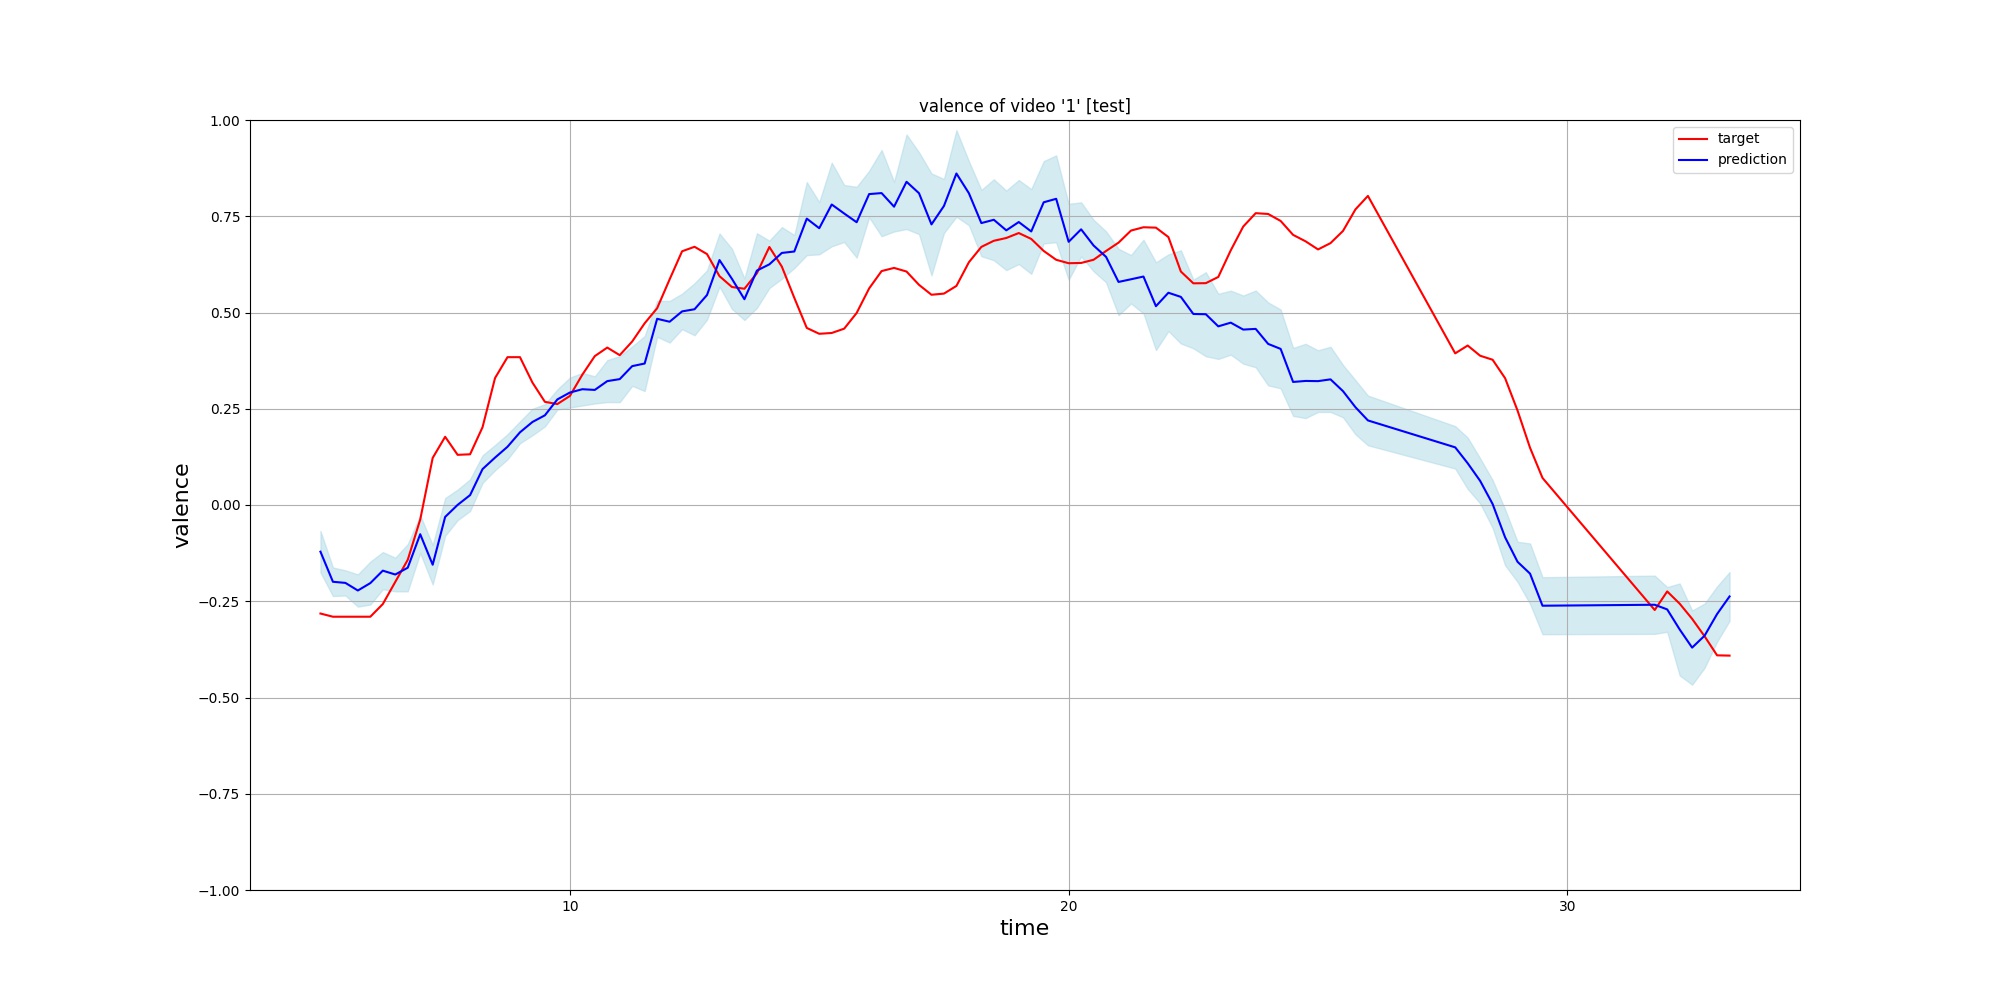 valence of video '1' [test]
target
prediction
1.00
0.75
0.50
0.25
0.00
−0.25
−0.50
−0.75
−1.00
valence
10 20 30
time